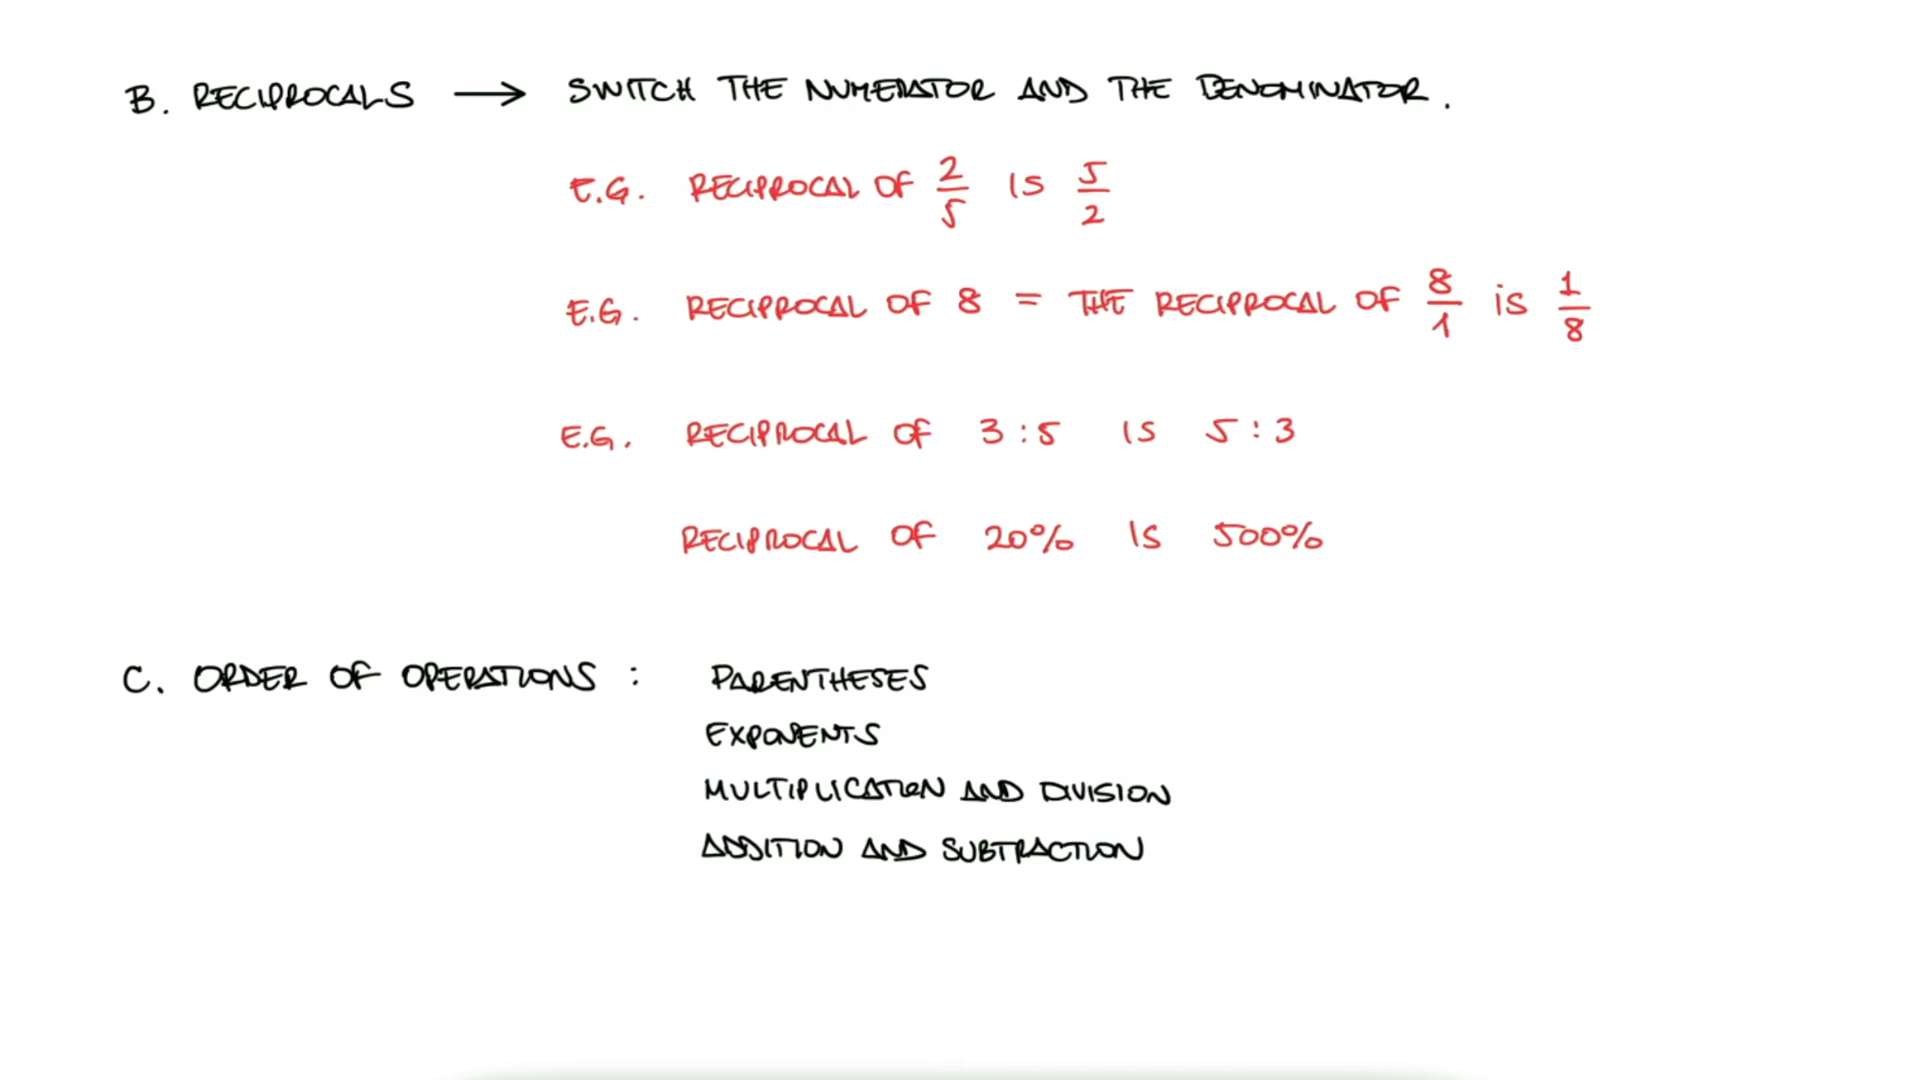 B. RECIPROCALS → SWITCH THE NUMERATOR AND THE DENOMINATOR.
E.G. RECIPROCAL OF 2/5 IS 5/2
E.G. RECIPROCAL OF 8 = THE RECIPROCAL OF 8/1 is 1/8
E.G. RECIPROCAL OF 3:5 IS 5:3
RECIPROCAL OF 20% IS 500%
C. ORDER OF OPERATIONS : PARENTHESES
EXPONENTS
MULTIPLICATION AND DIVISION
ADDITION AND SUBTRACTION